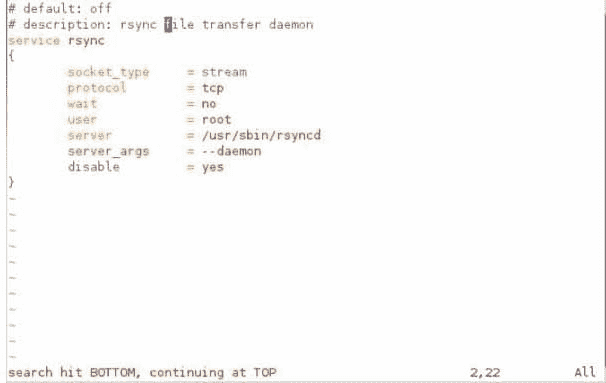 # default: off
# description: rsync file transfer daemon
service rsync
{
        socket_type     = stream
        protocol        = tcp
        wait            = no
        user            = root
        server          = /usr/sbin/rsyncd
        server_args     = --daemon
        disable         = yes
}
~
~
~
~
~
~
~
~
~
~
~
search hit BOTTOM, continuing at TOP                          2,22          All